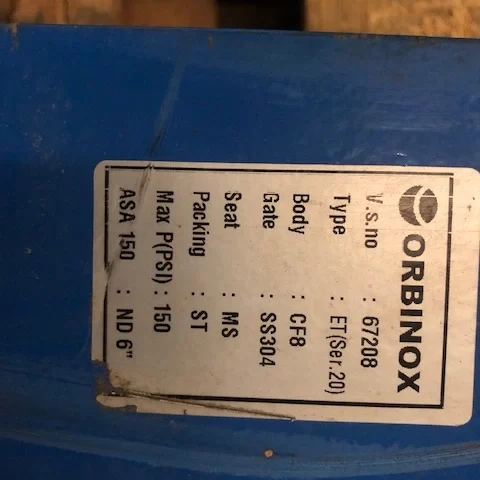 ORBINOX
V.s.no : 67208
Type : ET(Ser.20)
Body : CF8
Gate : SS304
Seat : MS
Packing : ST
Max P(PSI) : 150
ASA 150 : ND 6"